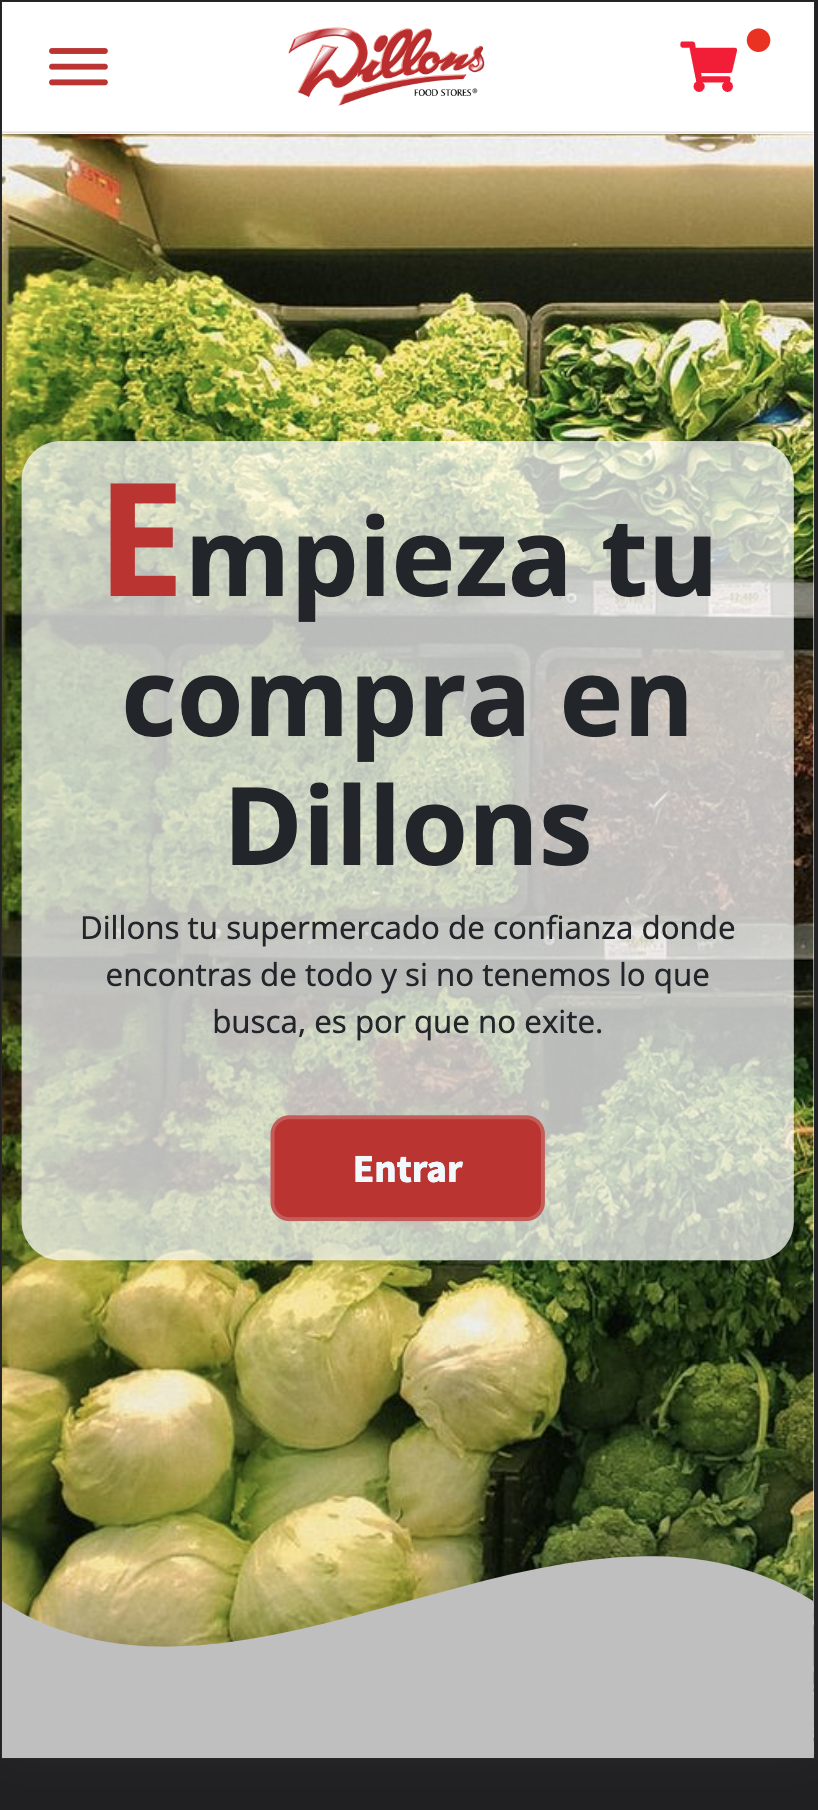 Dillons
FOOD STORES®
Empieza tu
compra en
Dillons
Dillons tu supermercado de confianza donde
encontras de todo y si no tenemos lo que
busca, es por que no exite.
Entrar